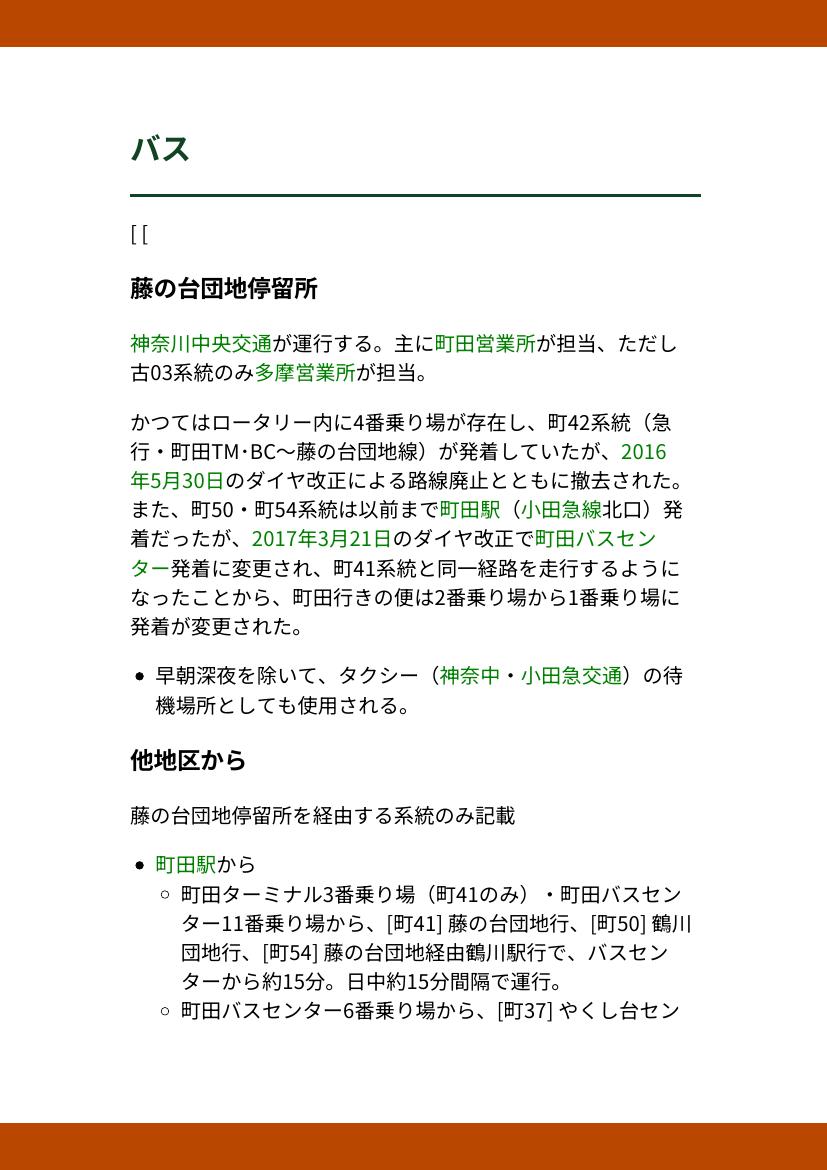 バス
[ [
藤の台団地停留所
神奈川中央交通が運行する。主に町田営業所が担当、ただし
古03系統のみ多摩営業所が担当。
かつてはロータリー内に4番乗り場が存在し、町42系統（急
行・町田TM･BC〜藤の台団地線）が発着していたが、2016
年5月30日のダイヤ改正による路線廃止とともに撤去された。
また、町50・町54系統は以前まで町田駅（小田急線北口）発
着だったが、2017年3月21日のダイヤ改正で町田バスセン
ター発着に変更され、町41系統と同一経路を走行するように
なったことから、町田行きの便は2番乗り場から1番乗り場に
発着が変更された。
• 早朝深夜を除いて、タクシー（神奈中・小田急交通）の待
機場所としても使用される。
他地区から
藤の台団地停留所を経由する系統のみ記載
• 町田駅から
◦ 町田ターミナル3番乗り場（町41のみ）・町田バスセン
ター11番乗り場から、[町41] 藤の台団地行、[町50] 鶴川
団地行、[町54] 藤の台団地経由鶴川駅行で、バスセン
ターから約15分。日中約15分間隔で運行。
◦ 町田バスセンター6番乗り場から、[町37] やくし台セン